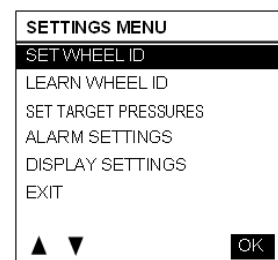 SETTINGS MENU
SET WHEEL ID
LEARN WHEEL ID
SET TARGET PRESSURES
ALARM SETTINGS
DISPLAY SETTINGS
EXIT
▲ ▼ OK